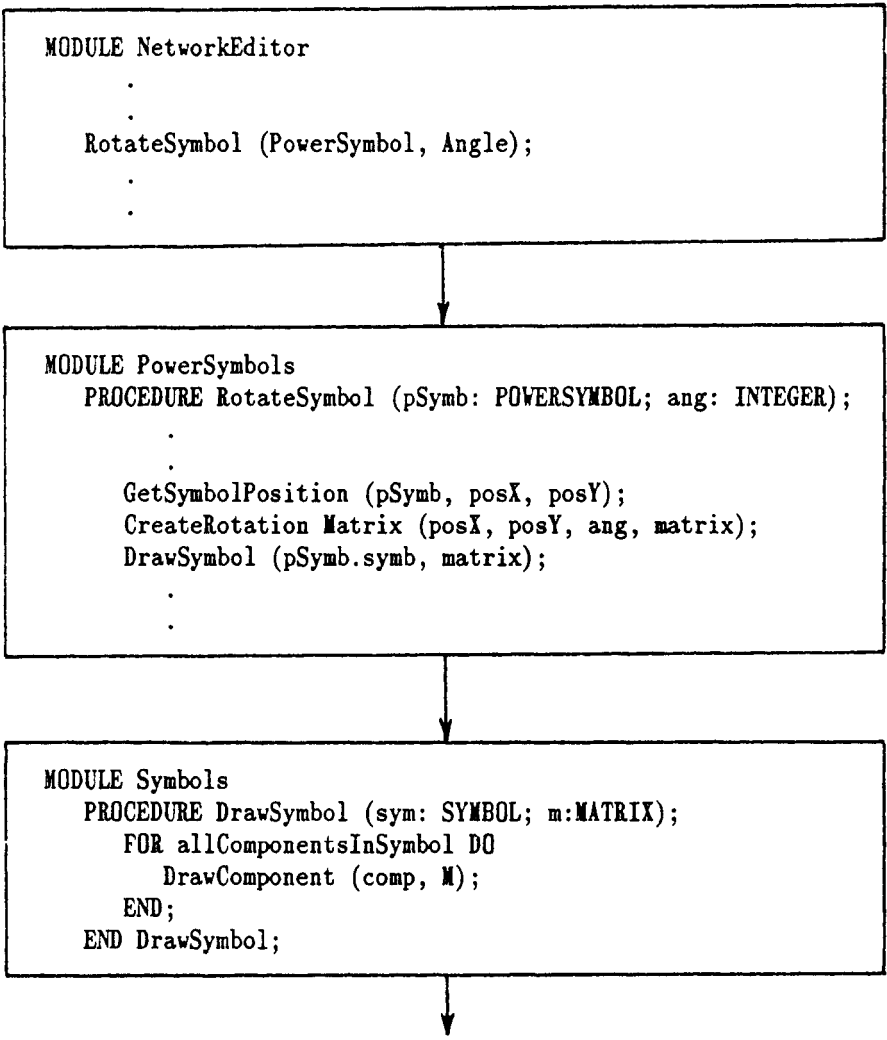 MODULE NetworkEditor
.
.
RotateSymbol (PowerSymbol, Angle);
.
.
MODULE PowerSymbols
PROCEDURE RotateSymbol (pSymb: POWERSYMBOL; ang: INTEGER);
.
.
GetSymbolPosition (pSymb, posX, posY);
CreateRotation Matrix (posX, posY, ang, matrix);
DrawSymbol (pSymb.symb, matrix);
.
.
MODULE Symbols
PROCEDURE DrawSymbol (sym: SYMBOL; m:MATRIX);
FOR allComponentsInSymbol DO
DrawComponent (comp, M);
END;
END DrawSymbol;